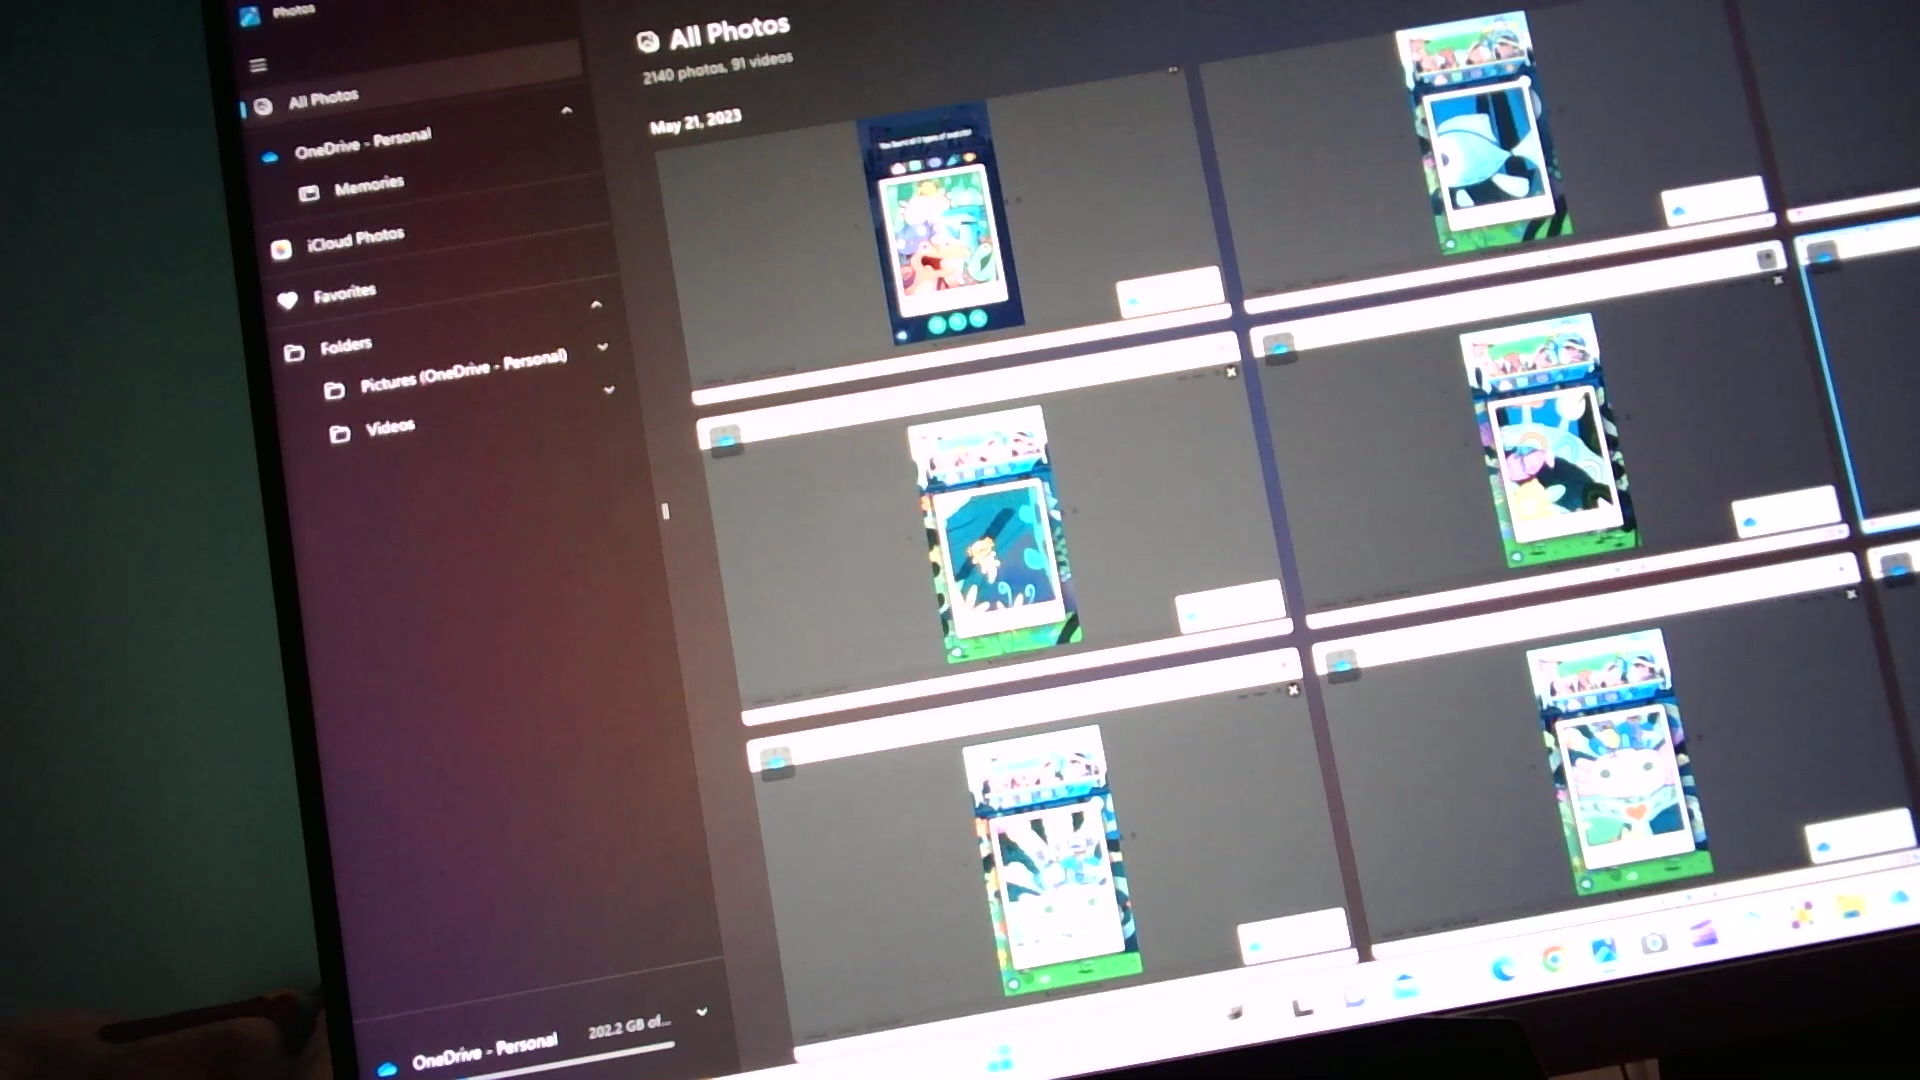 Photos
All Photos
2140 photos, 91 videos
All Photos
OneDrive - Personal
Memories
iCloud Photos
Favorites
Folders
Pictures (OneDrive - Personal)
Videos
May 21, 2023
OneDrive - Personal
202.2 GB of...